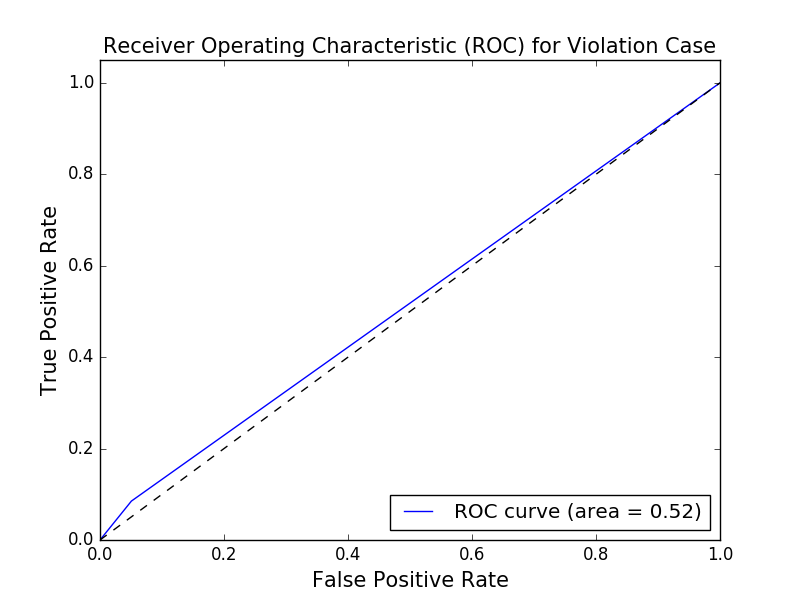 Receiver Operating Characteristic (ROC) for Violation Case
1.0
0.8
0.6
0.4
0.2
0.0
True Positive Rate
ROC curve (area = 0.52)
0.0 0.2 0.4 0.6 0.8 1.0
False Positive Rate